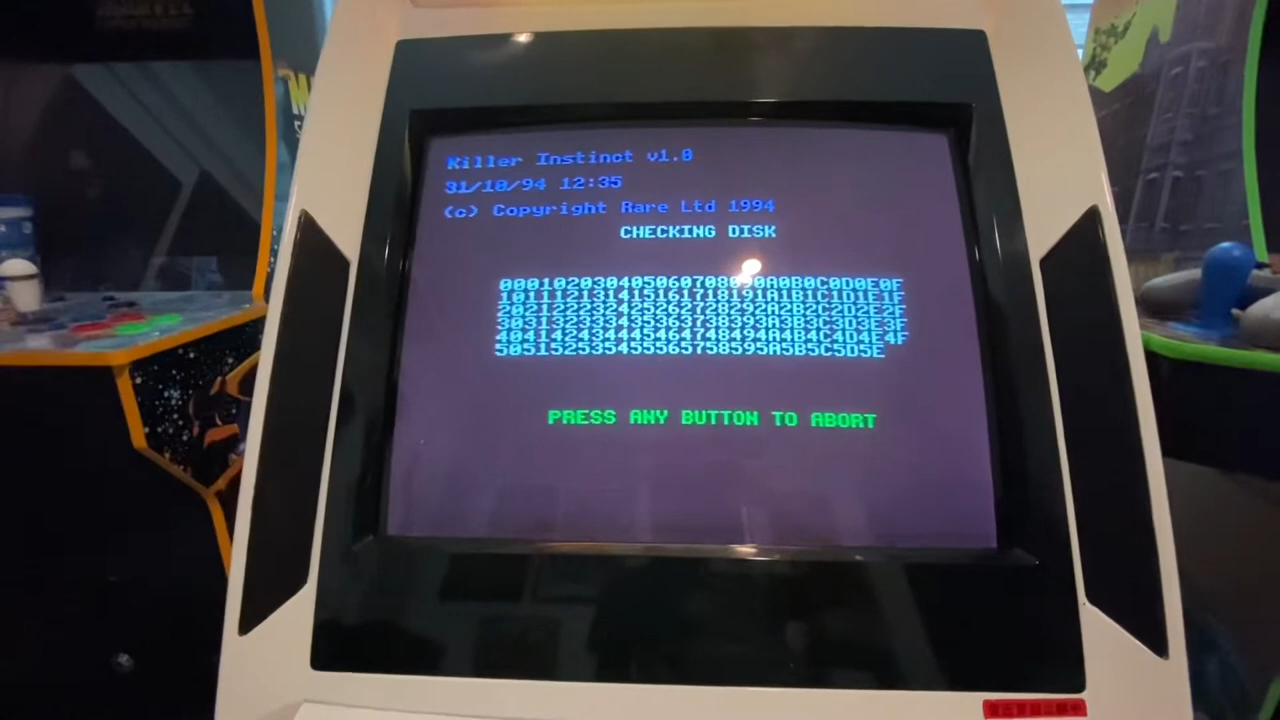 Killer Instinct v1.0
31/10/94 12:35
(c) Copyright Rare Ltd 1994
CHECKING DISK
000102030405060708090A0B0C0D0E0F
101112131415161718191A1B1C1D1E1F
202122232425262728292A2B2C2D2E2F
303132333435363738393A3B3C3D3E3F
404142434445464748494A4B4C4D4E4F
505152535455565758595A5B5C5D5E
PRESS ANY BUTTON TO ABORT